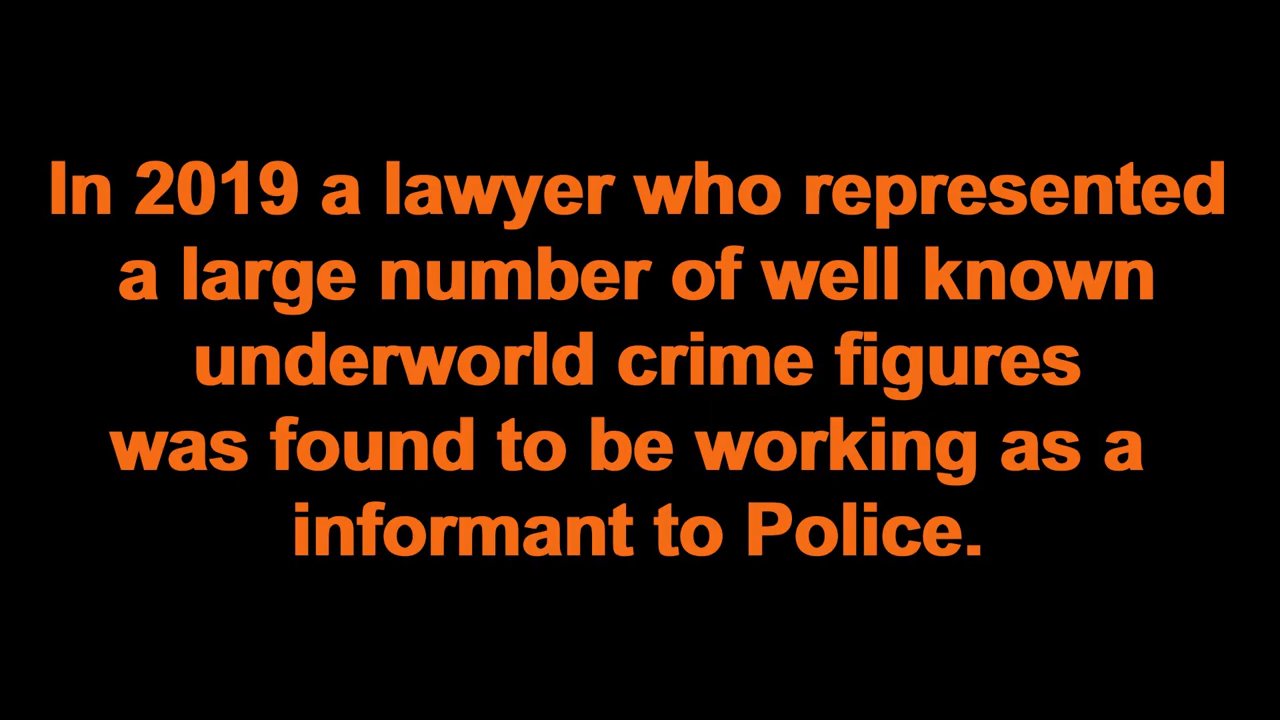 In 2019 a lawyer who represented
a large number of well known
underworld crime figures
was found to be working as a
informant to Police.